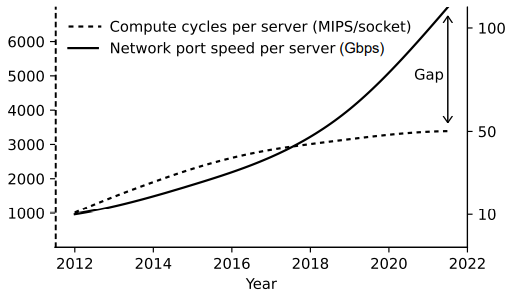 Compute cycles per server (MIPS/socket)
Network port speed per server (Gbps)
6000
5000
4000
3000
2000
1000
100
50
10
Gap
2012 2014 2016 2018 2020 2022
Year